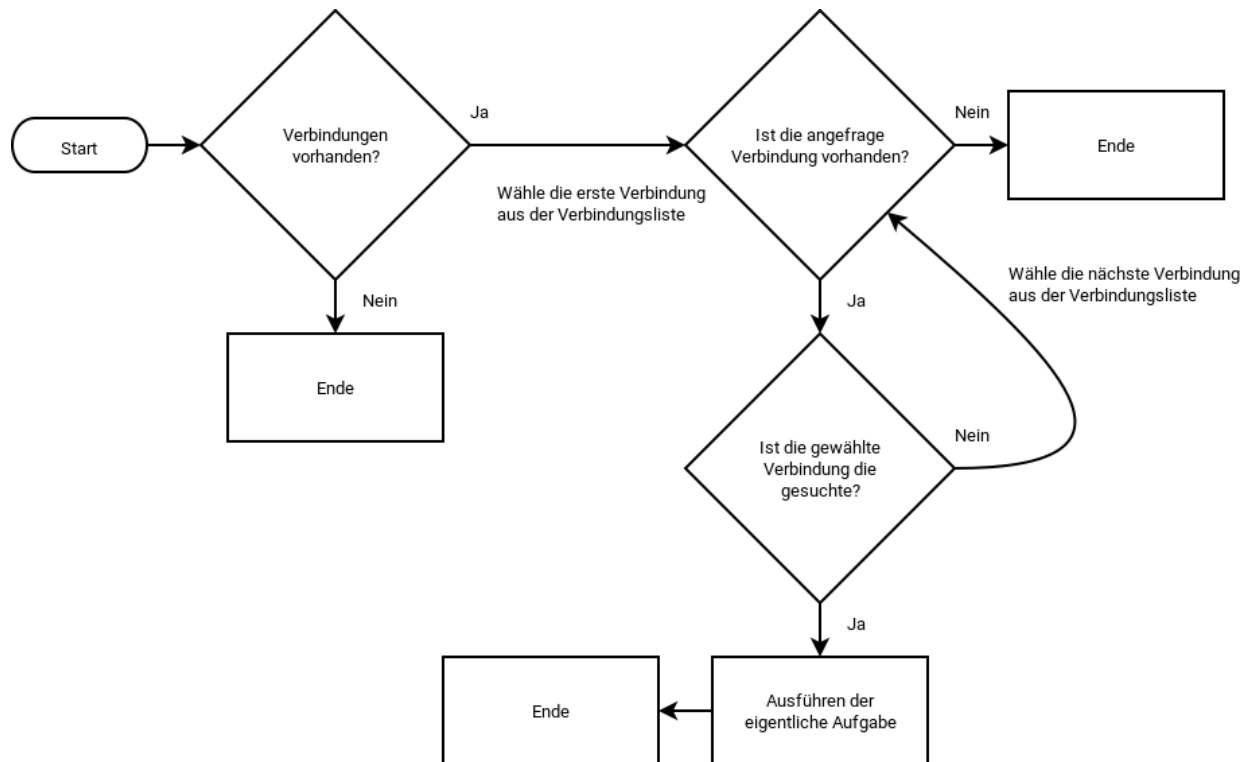 Start
Verbindungen
vorhanden?
Ja
Wähle die erste Verbindung
aus der Verbindungsliste
Nein
Ende
Ist die angefrage
Verbindung vorhanden?
Nein
Ende
Ja
Wähle die nächste Verbindung
aus der Verbindungsliste
Ist die gewählte
Verbindung die
gesuchte?
Nein
Ja
Ausführen der
eigentliche Aufgabe
Ende